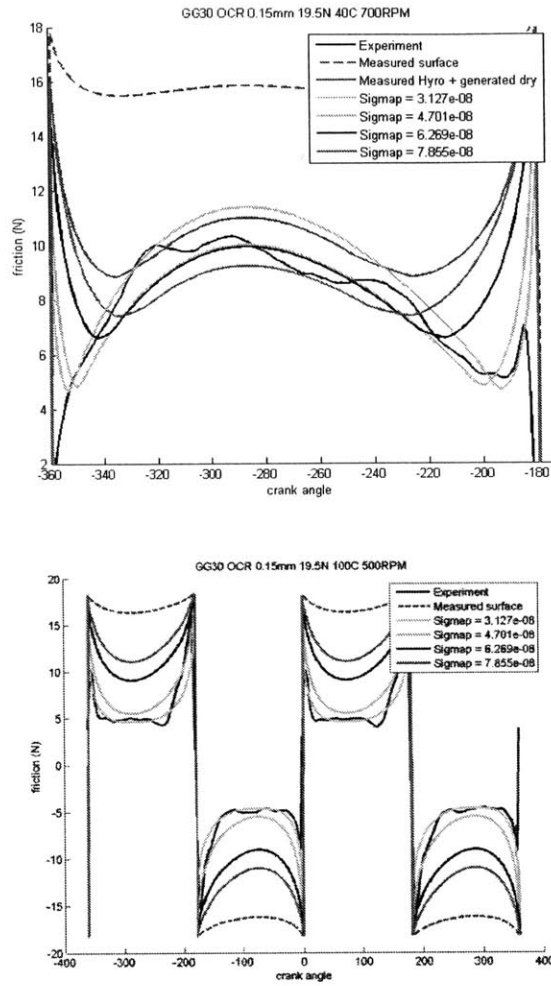 GG30 OCR 0.15mm 19.5N 40C 700RPM
18
16
14
12
10
8
6
4
2
friction (N)
Experiment
Measured surface
Measured Hyro + generated dry
Sigmap = 3.127e-08
Sigmap = 4.701e-08
Sigmap = 6.269e-08
Sigmap = 7.855e-08
-360 -340 -320 -300 -280 -260 -240 -220 -200 -180
crank angle
GG30 OCR 0.15mm 19.5N 100C 500RPM
20
15
10
5
0
-5
-10
-15
-20
friction (N)
Experiment
Measured surface
Sigmap = 3.127e-08
Sigmap = 4.701e-08
Sigmap = 6.269e-08
Sigmap = 7.855e-08
-400 -300 -200 -100 0 100 200 300 400
crank angle